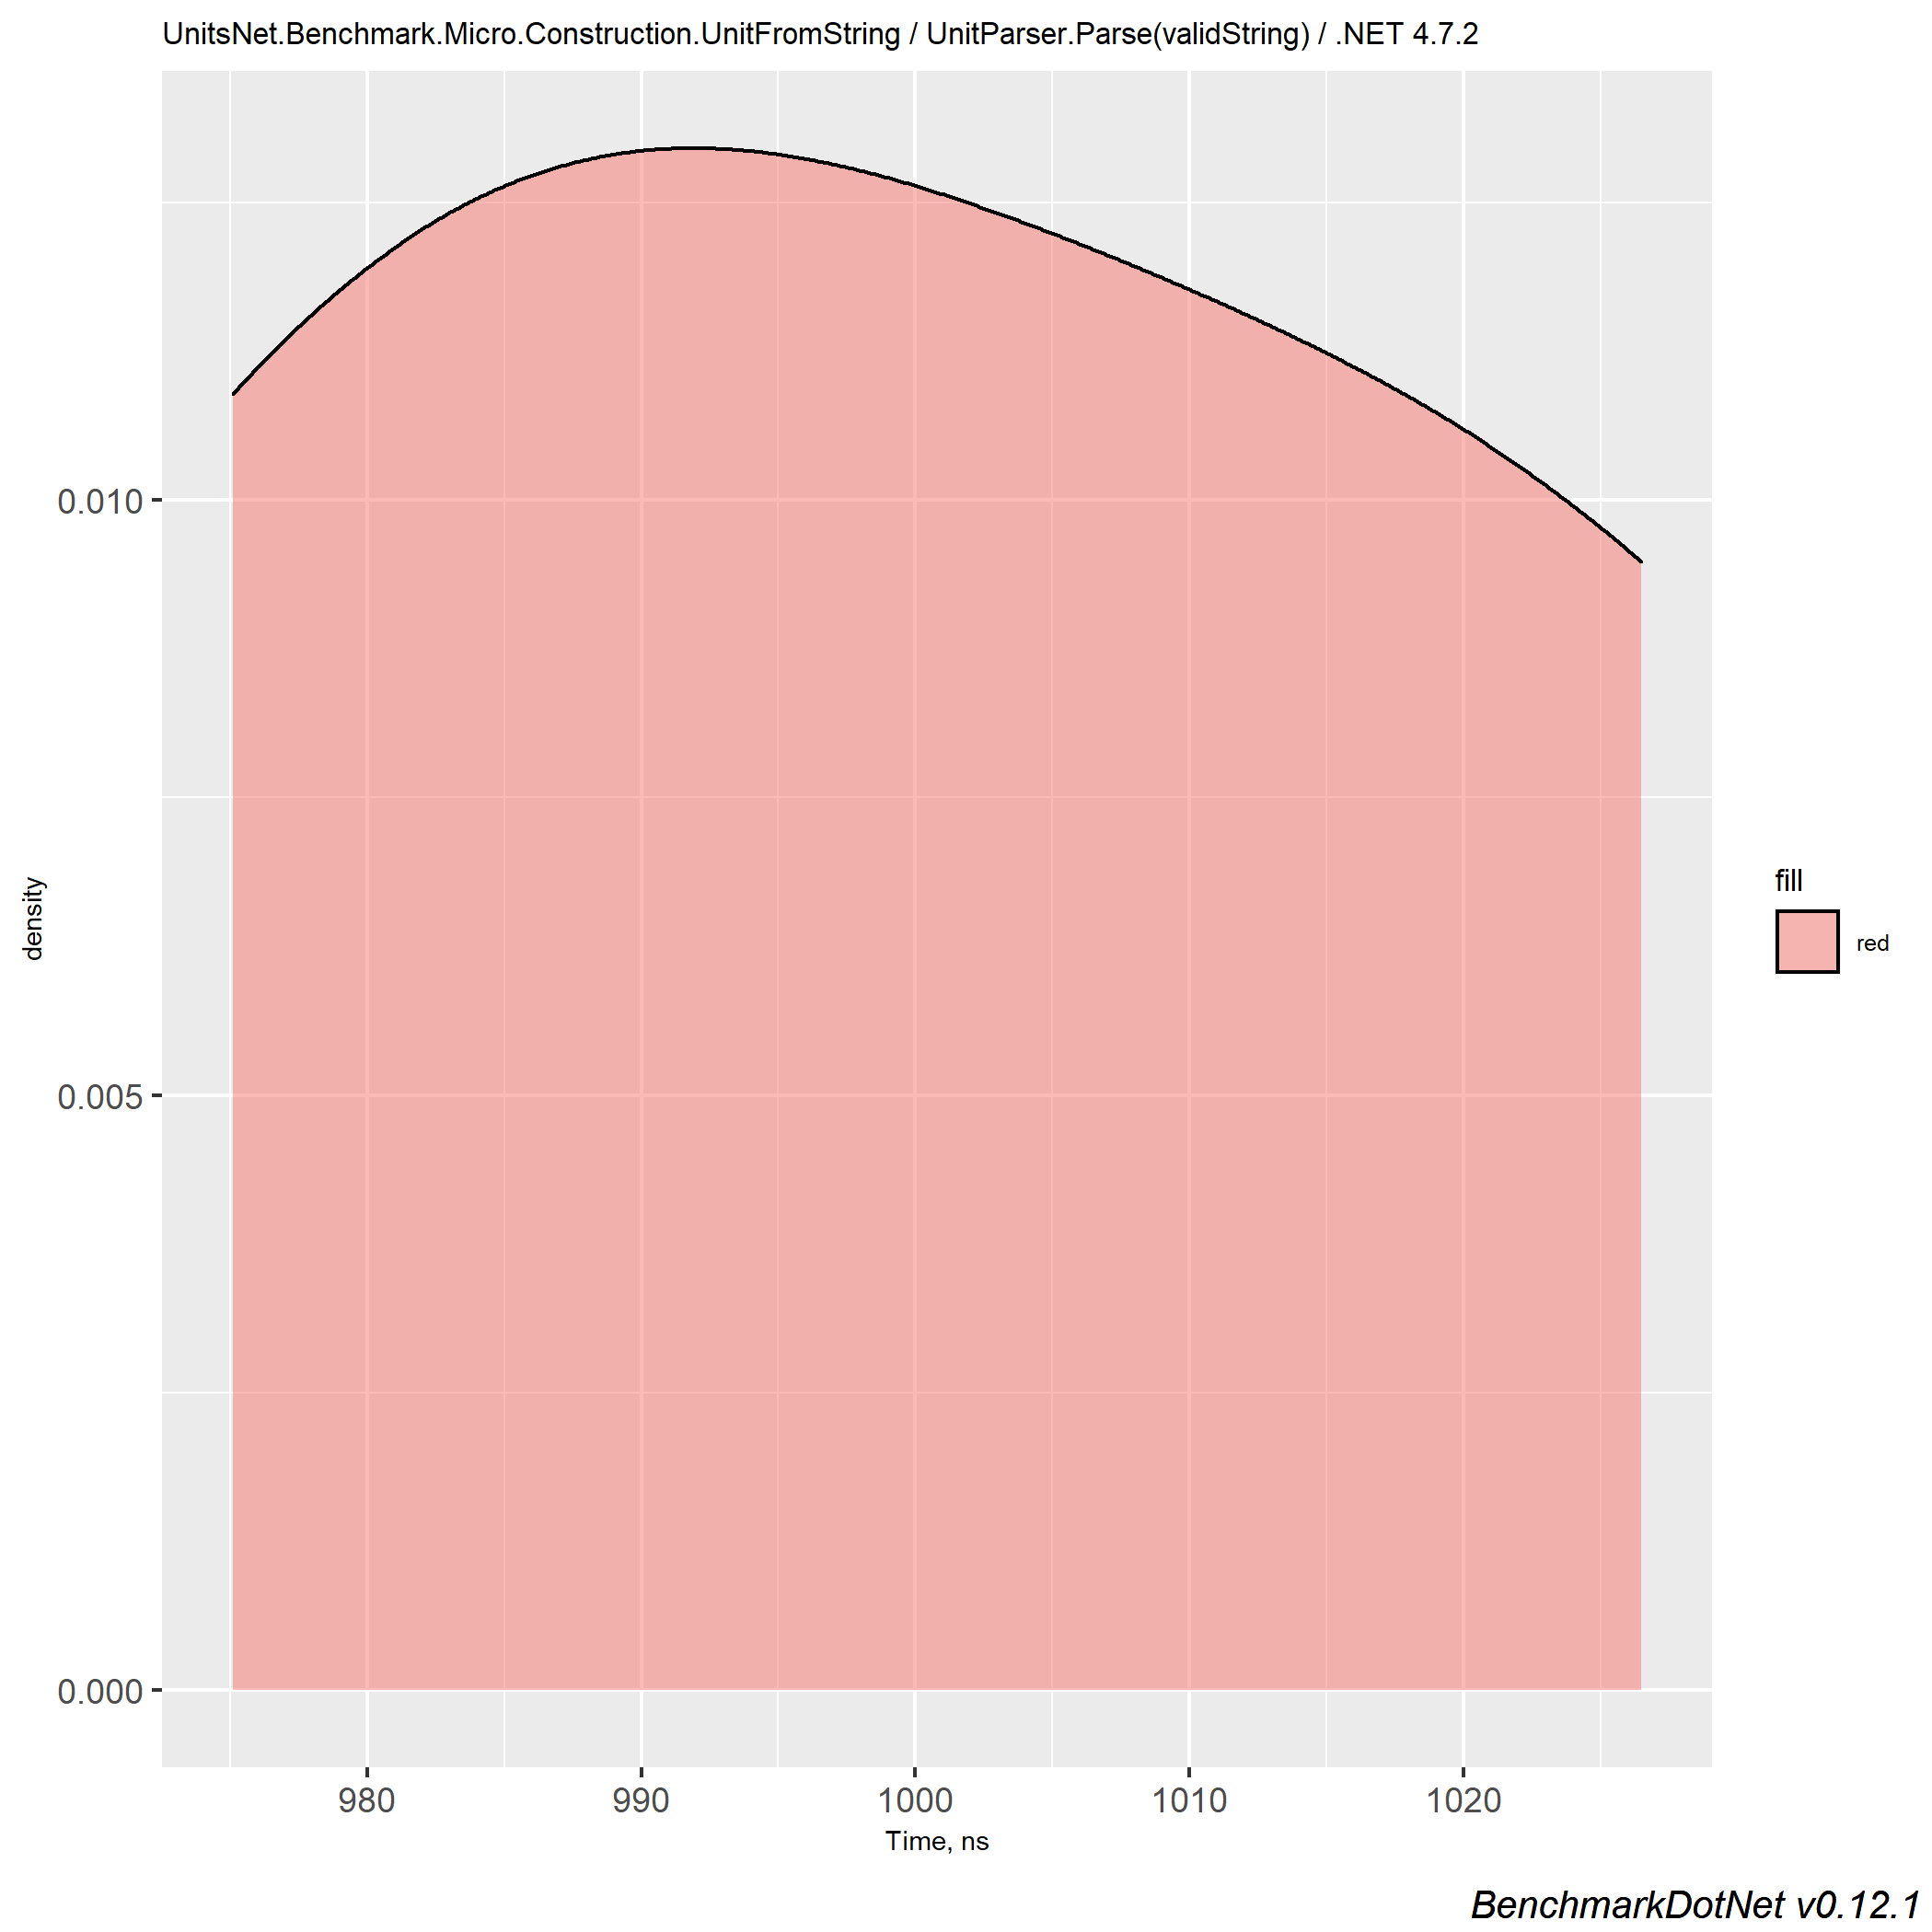 UnitsNet.Benchmark.Micro.Construction.UnitFromString / UnitParser.Parse(validString) / .NET 4.7.2
0.010
0.005
0.000
density
980 990 1000 1010 1020
Time, ns
fill
red
BenchmarkDotNet v0.12.1